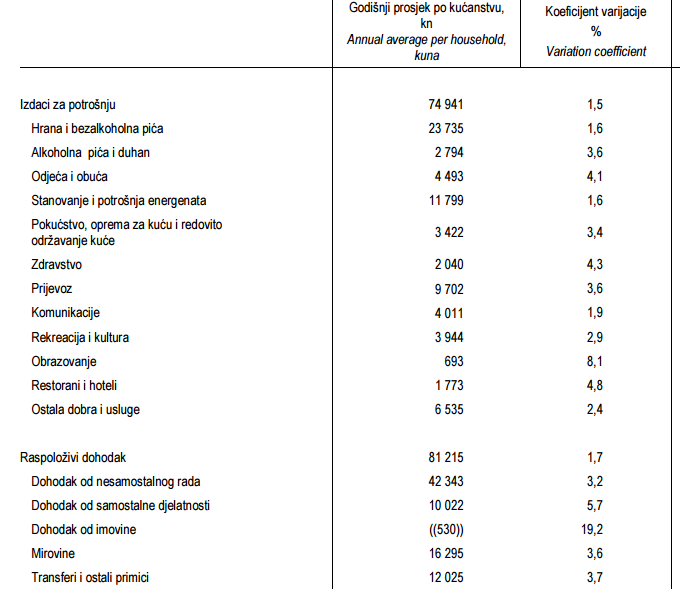 Godišnji prosjek po kućanstvu,
kn
Annual average per household,
kuna
Koeficijent varijacije
%
Variation coefficient
Izdaci za potrošnju 74 941 1,5
Hrana i bezalkoholna pića 23 735 1,6
Alkoholna pića i duhan 2 794 3,6
Odjeća i obuća 4 493 4,1
Stanovanje i potrošnja energenata 11 799 1,6
Pokućstvo, oprema za kuću i redovito
održavanje kuće 3 422 3,4
Zdravstvo 2 040 4,3
Prijevoz 9 702 3,6
Komunikacije 4 011 1,9
Rekreacija i kultura 3 944 2,9
Obrazovanje 693 8,1
Restorani i hoteli 1 773 4,8
Ostala dobra i usluge 6 535 2,4
Raspoloživi dohodak 81 215 1,7
Dohodak od nesamostalnog rada 42 343 3,2
Dohodak od samostalne djelatnosti 10 022 5,7
Dohodak od imovine ((530)) 19,2
Mirovine 16 295 3,6
Transferi i ostali primici 12 025 3,7